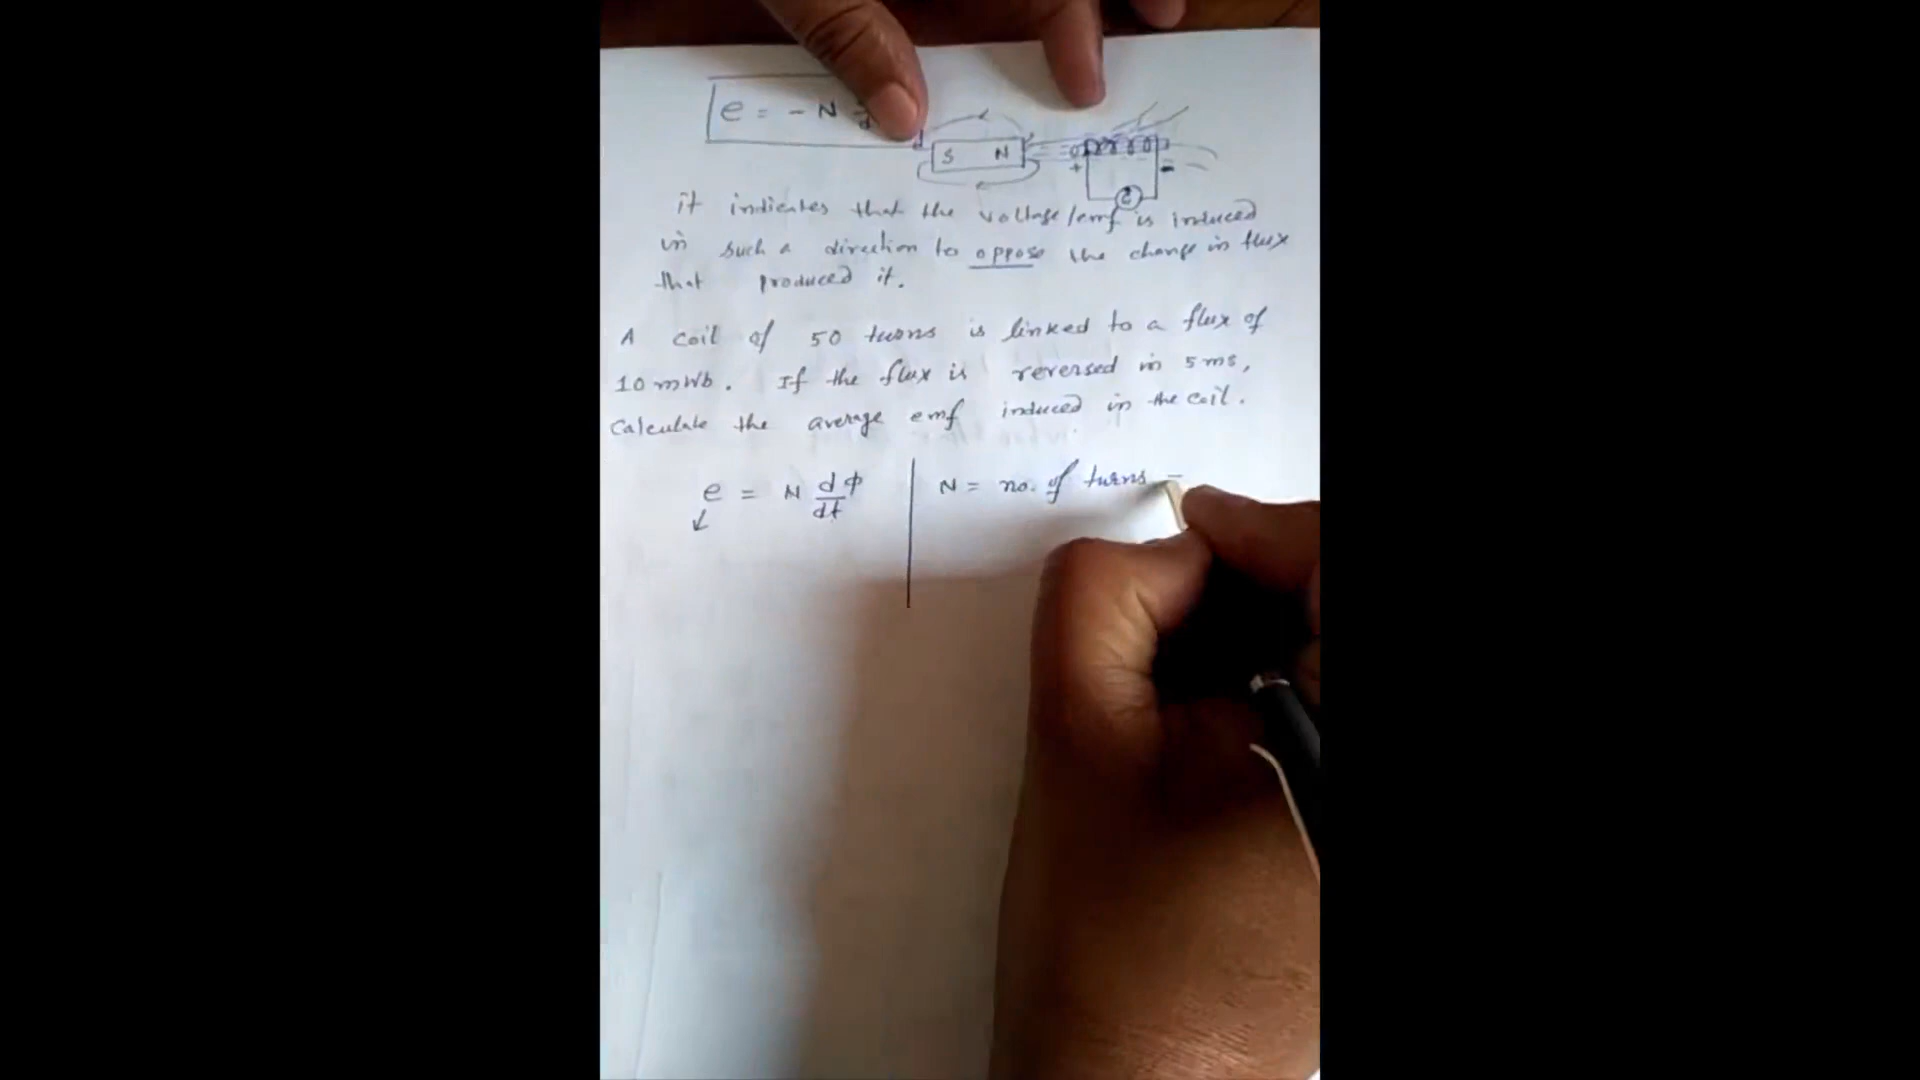 e = - N
S N
+ -
it indicates that the voltage/emf is induced
in such a direction to oppose the change in flux
that produced it.
A coil of 50 turns is linked to a flux of
10 mWb. If the flux is reversed in 5 ms,
Calculate the average emf induced in the coil.
e = N dφ/dt
N = no. of turns =